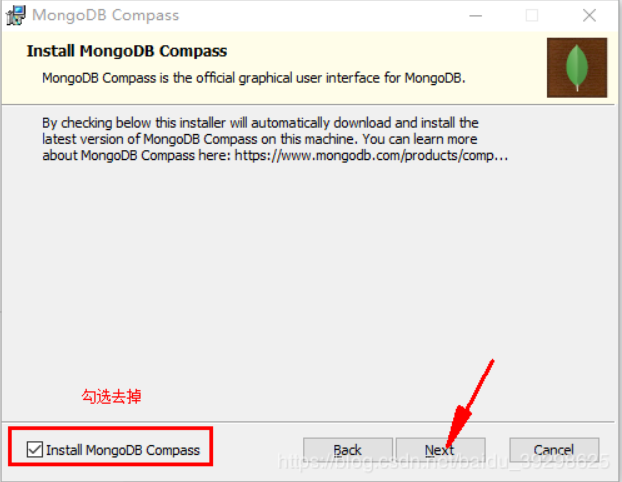 MongoDB Compass
Install MongoDB Compass
MongoDB Compass is the official graphical user interface for MongoDB.
By checking below this installer will automatically download and install the
latest version of MongoDB Compass on this machine. You can learn more
about MongoDB Compass here: https://www.mongodb.com/products/comp...
勾选去掉
Install MongoDB Compass
Back
Next
Cancel
https://blog.csdn.net/baidu_39298625